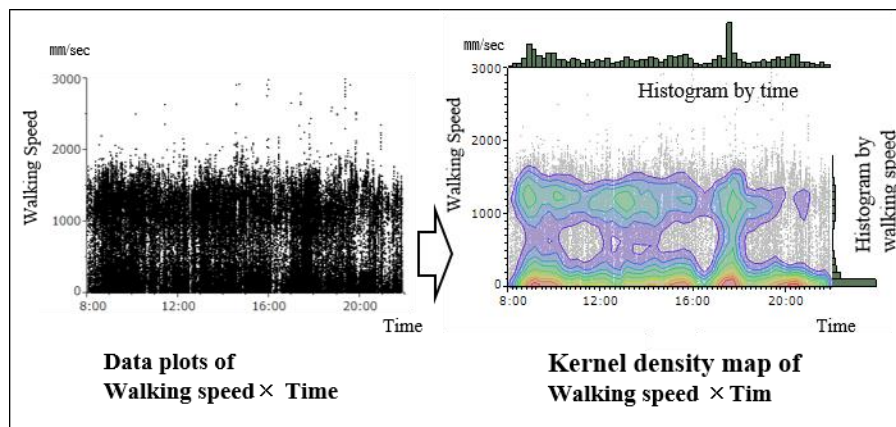 mm/sec
3000
2000
1000
0
Walking Speed
8:00 12:00 16:00 20:00
Time
Data plots of
Walking speed × Time
mm/sec
3000
2000
1000
0
Walking Speed
Histogram by time
Histogram by
walking speed
8:00 12:00 16:00 20:00
Time
Kernel density map of
Walking speed ×Tim